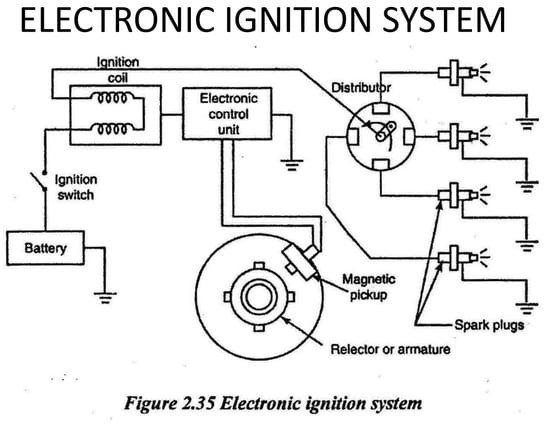 ELECTRONIC IGNITION SYSTEM
Ignition
coil
Electronic
control
unit
Distributor
Ignition
switch
Battery
Magnetic
pickup
Spark plugs
Relector or armature
Figure 2.35 Electronic ignition system